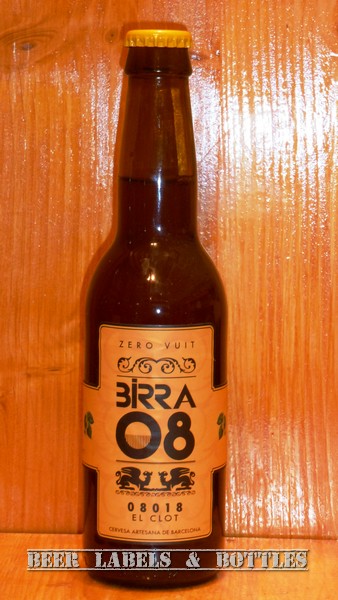 ZERO VUIT
BIRRA
08
08018
EL CLOT
CERVESA ARTESANA DE BARCELONA
BEER LABELS & BOTTLES